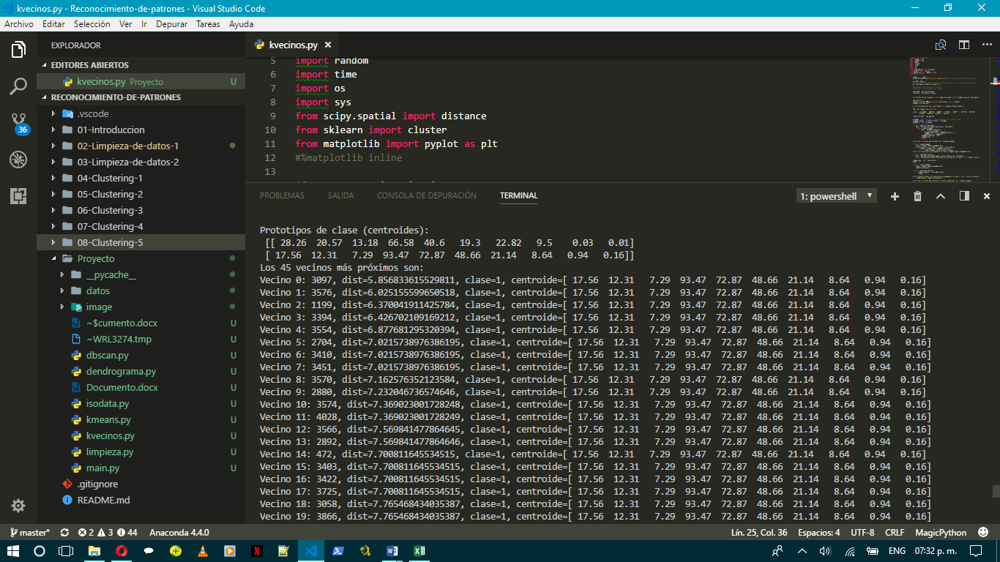 kvecinos.py - Reconocimiento-de-patrones - Visual Studio Code
Archivo Editar Selección Ver Ir Depurar Tareas Ayuda
EXPLORADOR
EDITORES ABIERTOS
kvecinos.py Proyecto U
RECONOCIMIENTO-DE-PATRONES
.vscode
01-Introduccion
02-Limpieza-de-datos-1
03-Limpieza-de-datos-2
04-Clustering-1
05-Clustering-2
06-Clustering-3
07-Clustering-4
08-Clustering-5
Proyecto
__pycache__
datos
image
~$cumento.docx U
~WRL3274.tmp U
dbscan.py U
dendrograma.py U
Documento.docx U
isodata.py U
kmeans.py U
kvecinos.py U
limpieza.py U
main.py U
.gitignore
README.md
36
kvecinos.py
5 import random
6 import time
7 import os
8 import sys
9 from scipy.spatial import distance
10 from sklearn import cluster
11 from matplotlib import pyplot as plt
12 #%matplotlib inline
13
PROBLEMAS SALIDA CONSOLA DE DEPURACIÓN TERMINAL
1: powershell
Prototipos de clase (centroides):
[[ 28.26 20.57 13.18 66.58 40.6 19.3 22.82 9.5 0.03 0.01]
[ 17.56 12.31 7.29 93.47 72.87 48.66 21.14 8.64 0.94 0.16]]
Los 45 vecinos más próximos son:
Vecino 0: 3097, dist=5.856833615529811, clase=1, centroide=[ 17.56 12.31 7.29 93.47 72.87 48.66 21.14 8.64 0.94 0.16]
Vecino 1: 3576, dist=6.025155599650518, clase=1, centroide=[ 17.56 12.31 7.29 93.47 72.87 48.66 21.14 8.64 0.94 0.16]
Vecino 2: 1199, dist=6.370041911425784, clase=1, centroide=[ 17.56 12.31 7.29 93.47 72.87 48.66 21.14 8.64 0.94 0.16]
Vecino 3: 3394, dist=6.426702109169212, clase=1, centroide=[ 17.56 12.31 7.29 93.47 72.87 48.66 21.14 8.64 0.94 0.16]
Vecino 4: 3554, dist=6.877681295320394, clase=1, centroide=[ 17.56 12.31 7.29 93.47 72.87 48.66 21.14 8.64 0.94 0.16]
Vecino 5: 2704, dist=7.0215738976386195, clase=1, centroide=[ 17.56 12.31 7.29 93.47 72.87 48.66 21.14 8.64 0.94 0.16]
Vecino 6: 3410, dist=7.0215738976386195, clase=1, centroide=[ 17.56 12.31 7.29 93.47 72.87 48.66 21.14 8.64 0.94 0.16]
Vecino 7: 3451, dist=7.0215738976386195, clase=1, centroide=[ 17.56 12.31 7.29 93.47 72.87 48.66 21.14 8.64 0.94 0.16]
Vecino 8: 3570, dist=7.162576352123584, clase=1, centroide=[ 17.56 12.31 7.29 93.47 72.87 48.66 21.14 8.64 0.94 0.16]
Vecino 9: 2880, dist=7.232046736574646, clase=1, centroide=[ 17.56 12.31 7.29 93.47 72.87 48.66 21.14 8.64 0.94 0.16]
Vecino 10: 3574, dist=7.369023001728248, clase=1, centroide=[ 17.56 12.31 7.29 93.47 72.87 48.66 21.14 8.64 0.94 0.16]
Vecino 11: 4028, dist=7.369023001728249, clase=1, centroide=[ 17.56 12.31 7.29 93.47 72.87 48.66 21.14 8.64 0.94 0.16]
Vecino 12: 3566, dist=7.569841477864645, clase=1, centroide=[ 17.56 12.31 7.29 93.47 72.87 48.66 21.14 8.64 0.94 0.16]
Vecino 13: 2892, dist=7.569841477864646, clase=1, centroide=[ 17.56 12.31 7.29 93.47 72.87 48.66 21.14 8.64 0.94 0.16]
Vecino 14: 472, dist=7.700811645534515, clase=1, centroide=[ 17.56 12.31 7.29 93.47 72.87 48.66 21.14 8.64 0.94 0.16]
Vecino 15: 3403, dist=7.700811645534515, clase=1, centroide=[ 17.56 12.31 7.29 93.47 72.87 48.66 21.14 8.64 0.94 0.16]
Vecino 16: 3422, dist=7.700811645534515, clase=1, centroide=[ 17.56 12.31 7.29 93.47 72.87 48.66 21.14 8.64 0.94 0.16]
Vecino 17: 3725, dist=7.700811645534515, clase=1, centroide=[ 17.56 12.31 7.29 93.47 72.87 48.66 21.14 8.64 0.94 0.16]
Vecino 18: 3058, dist=7.765468434035387, clase=1, centroide=[ 17.56 12.31 7.29 93.47 72.87 48.66 21.14 8.64 0.94 0.16]
Vecino 19: 3866, dist=7.765468434035387, clase=1, centroide=[ 17.56 12.31 7.29 93.47 72.87 48.66 21.14 8.64 0.94 0.16]
master* 2 3 44 Anaconda 4.4.0 Lín. 25, Col. 36 Espacios: 4 UTF-8 CRLF MagicPython
ENG 07:32 p. m.